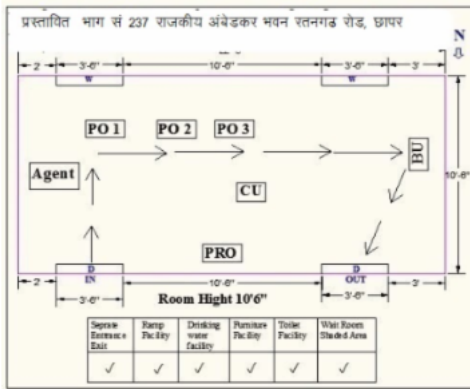 प्रस्तावित भाग सं 237 राजकीय अंबेडकर भवन रतनगढ रोड, छापर
N
2' 3'-6" 10'-6" 3'-6" 3'
W W
PO 1 PO 2 PO 3
BU
Agent
CU
10'-6"
PRO
D D
IN OUT
2' 10'-6" 3'
3'-6" 3'-6"
Room Hight 10'6"
Seprate Entrance Exit
Ramp Facility
Drinking water facility
Furniture Facility
Toilet Facility
Wait Room Shaded Area
✓ ✓ ✓ ✓ ✓ ✓